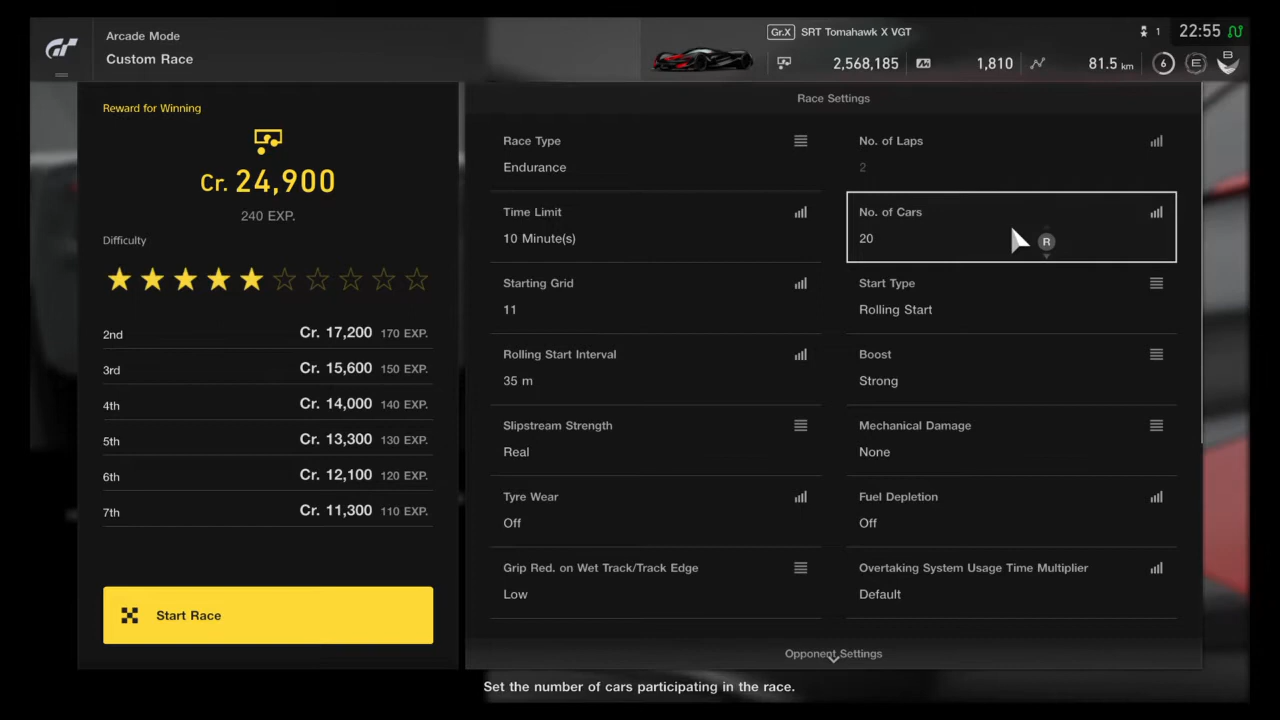 Arcade Mode
Custom Race
Gr.X SRT Tomahawk X VGT
1 22:55
2,568,185 1,810 81.5 km 6 E B
Reward for Winning
Cr. 24,900
240 EXP.
Difficulty
2nd Cr. 17,200 170 EXP.
3rd Cr. 15,600 150 EXP.
4th Cr. 14,000 140 EXP.
5th Cr. 13,300 130 EXP.
6th Cr. 12,100 120 EXP.
7th Cr. 11,300 110 EXP.
Start Race
Race Settings
Race Type
Endurance
No. of Laps
2
Time Limit
10 Minute(s)
No. of Cars
20
R
Starting Grid
11
Start Type
Rolling Start
Rolling Start Interval
35 m
Boost
Strong
Slipstream Strength
Real
Mechanical Damage
None
Tyre Wear
Off
Fuel Depletion
Off
Grip Red. on Wet Track/Track Edge
Low
Overtaking System Usage Time Multiplier
Default
Opponent Settings
Set the number of cars participating in the race.